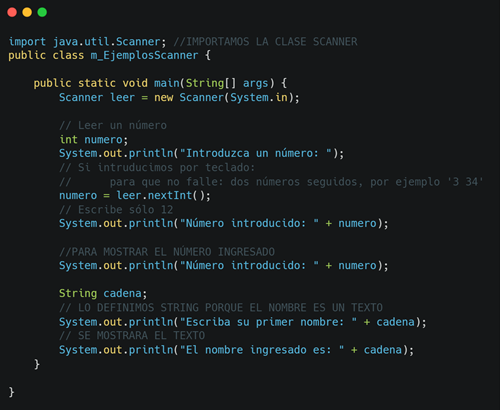 import java.util.Scanner; //IMPORTAMOS LA CLASE SCANNER
public class m_EjemplosScanner {
public static void main(String[] args) {
Scanner leer = new Scanner(System.in);
// Leer un número
int numero;
System.out.println("Introduzca un número: ");
// Si intruducimos por teclado:
//      para que no falle: dos números seguidos, por ejemplo '3 34'
numero = leer.nextInt();
// Escribe sólo 12
System.out.println("Número introducido: " + numero);
//PARA MOSTRAR EL NÚMERO INGRESADO
System.out.println("Número introducido: " + numero);
String cadena;
// LO DEFINIMOS STRING PORQUE EL NOMBRE ES UN TEXTO
System.out.println("Escriba su primer nombre: " + cadena);
// SE MOSTRARA EL TEXTO
System.out.println("El nombre ingresado es: " + cadena);
}
}